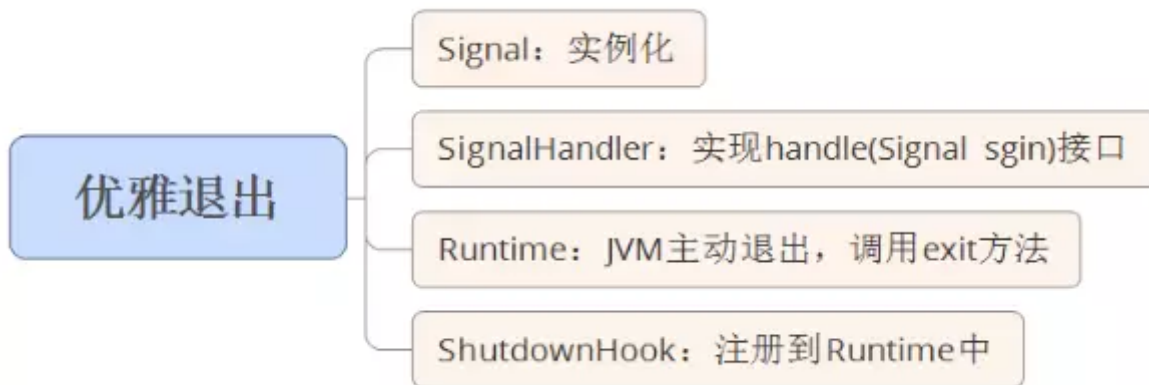 Signal：实例化
SignalHandler：实现handle(Signal sgin)接口
优雅退出
Runtime：JVM主动退出，调用exit方法
ShutdownHook：注册到Runtime中